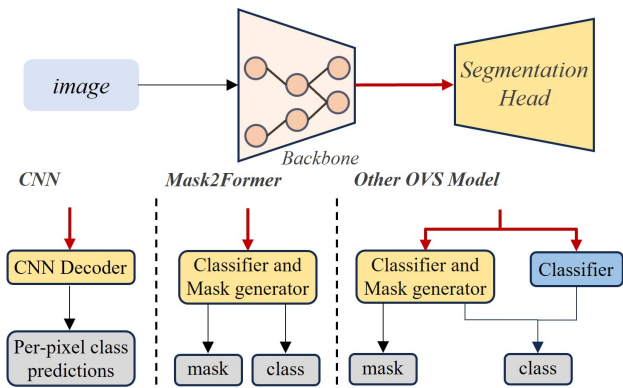 image
Segmentation
Head
Backbone
CNN
Mask2Former
Other OVS Model
CNN Decoder
Per-pixel class
predictions
Classifier and
Mask generator
mask
class
Classifier and
Mask generator
Classifier
mask
class